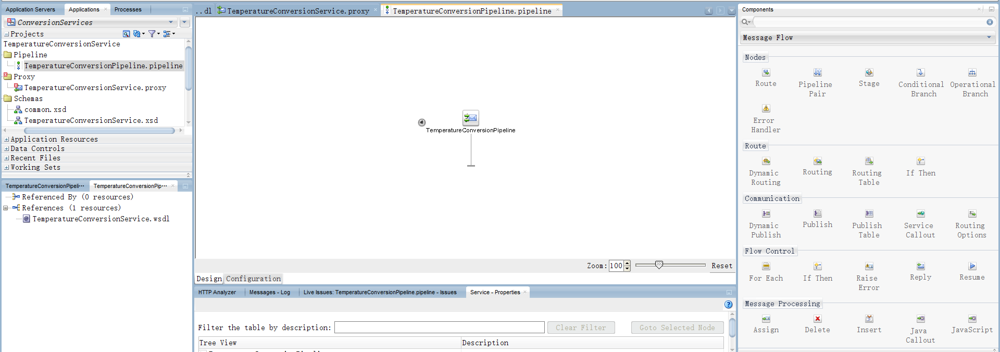 Application Servers
Applications
Processes
ConversionServices
Projects
TemperatureConversionService
Pipeline
TemperatureConversionPipeline.pipeline
Proxy
TemperatureConversionService.proxy
Schemas
common.xsd
TemperatureConversionService.xsd
Application Resources
Data Controls
Recent Files
Working Sets
TemperatureConversionPipeli···
TemperatureConversionPip···
Referenced By (0 resources)
References (1 resources)
TemperatureConversionService.wsdl
..dl
TemperatureConversionService.proxy
TemperatureConversionPipeline.pipeline
TemperatureConversionPipeline
Zoom: 100
Reset
Design
Configuration
HTTP Analyzer
Messages - Log
Live Issues: TemperatureConversionPipeline.pipeline - Issues
Service - Properties
Filter the table by description:
Clear Filter
Goto Selected Node
Tree View
Description
Components
Message Flow
Nodes
Route
Pipeline Pair
Stage
Conditional Branch
Operational Branch
Error Handler
Route
Dynamic Routing
Routing
Routing Table
If Then
Communication
Dynamic Publish
Publish
Publish Table
Service Callout
Routing Options
Flow Control
For Each
If Then
Raise Error
Reply
Resume
Message Processing
Assign
Delete
Insert
Java Callout
JavaScript